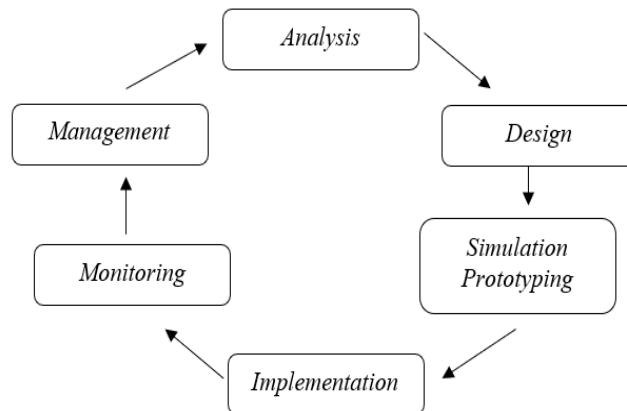 Analysis
Management
Design
Simulation
Prototyping
Monitoring
Implementation